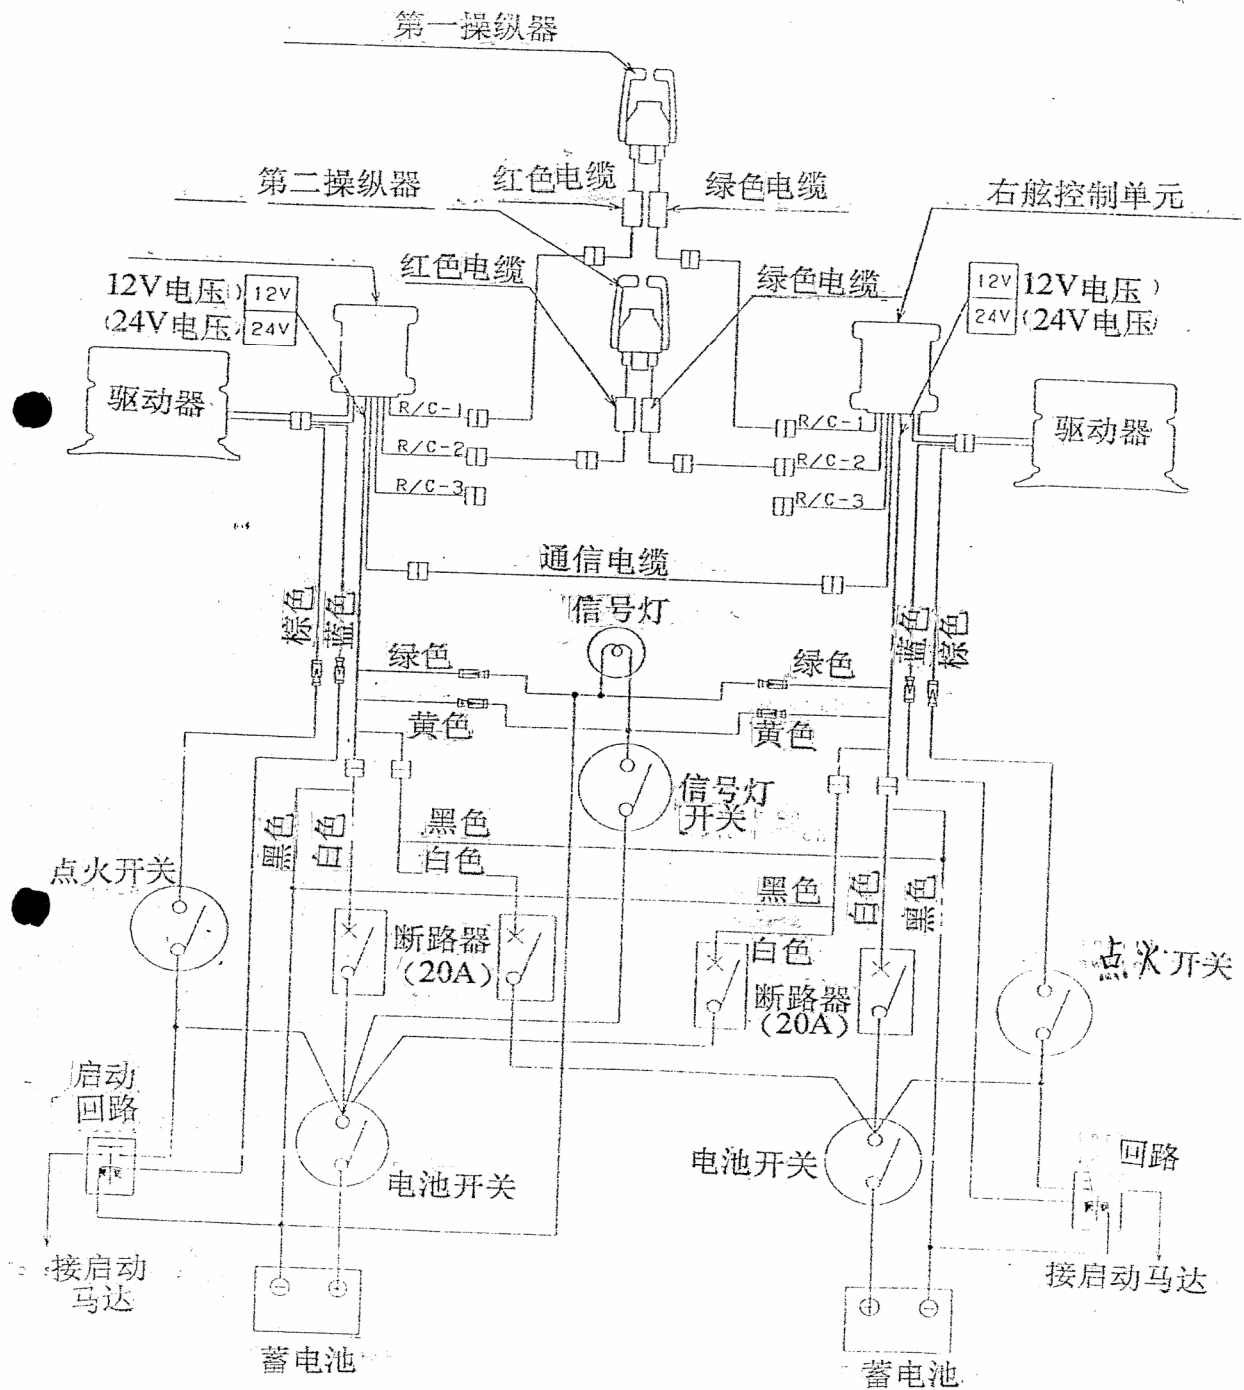 第一操纵器
第二操纵器
红色电缆
绿色电缆
右舷控制单元
红色电缆
绿色电缆
12V电压)
(24V电压)
12V
24V
12V
24V
12V电压)
(24V电压)
驱动器
驱动器
R/C-1
R/C-2
R/C-3
R/C-1
R/C-2
R/C-3
通信电缆
信号灯
棕色
蓝色
蓝色
棕色
绿色
绿色
黄色
黄色
信号灯
开关
黑色
白色
黑色
白色
黑色
白色
白色
黑色
点火开关
断路器
(20A)
断路器
(20A)
点火开关
启动
回路
电池开关
电池开关
回路
接启动
马达
接启动马达
蓄电池
蓄电池